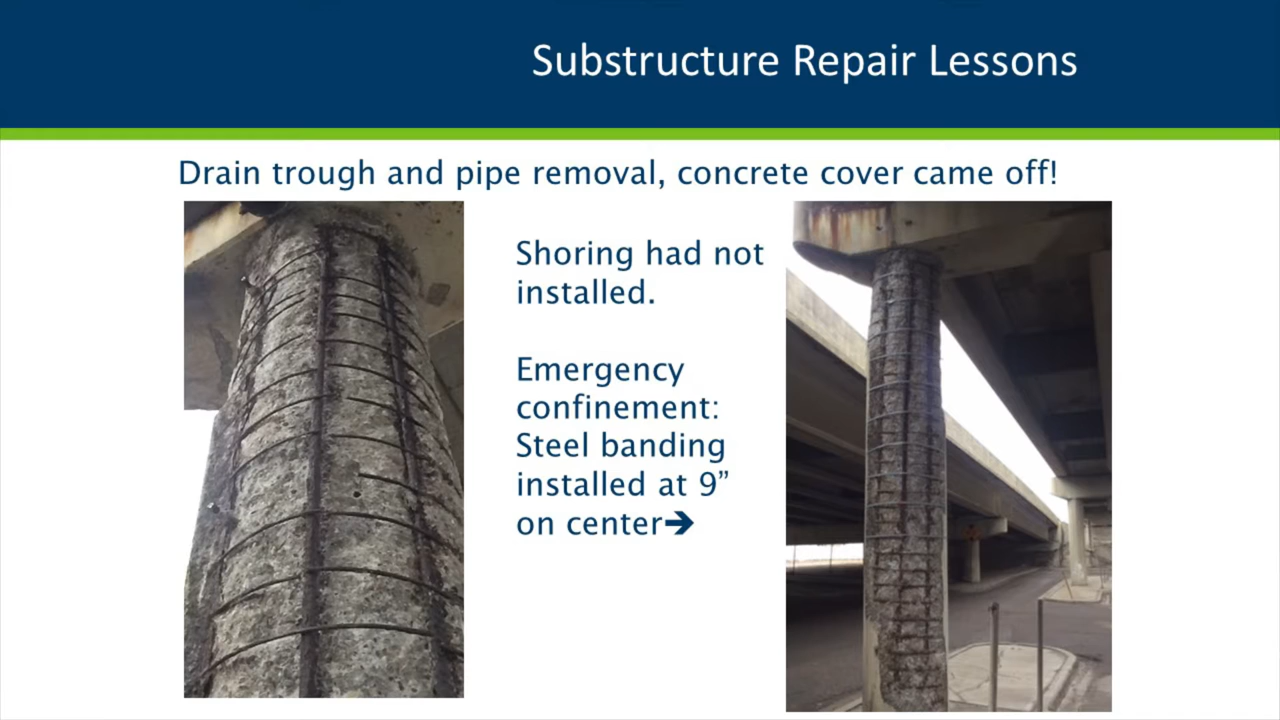 Substructure Repair Lessons
Drain trough and pipe removal, concrete cover came off!
Shoring had not
installed.
Emergency
confinement:
Steel banding
installed at 9”
on center➔